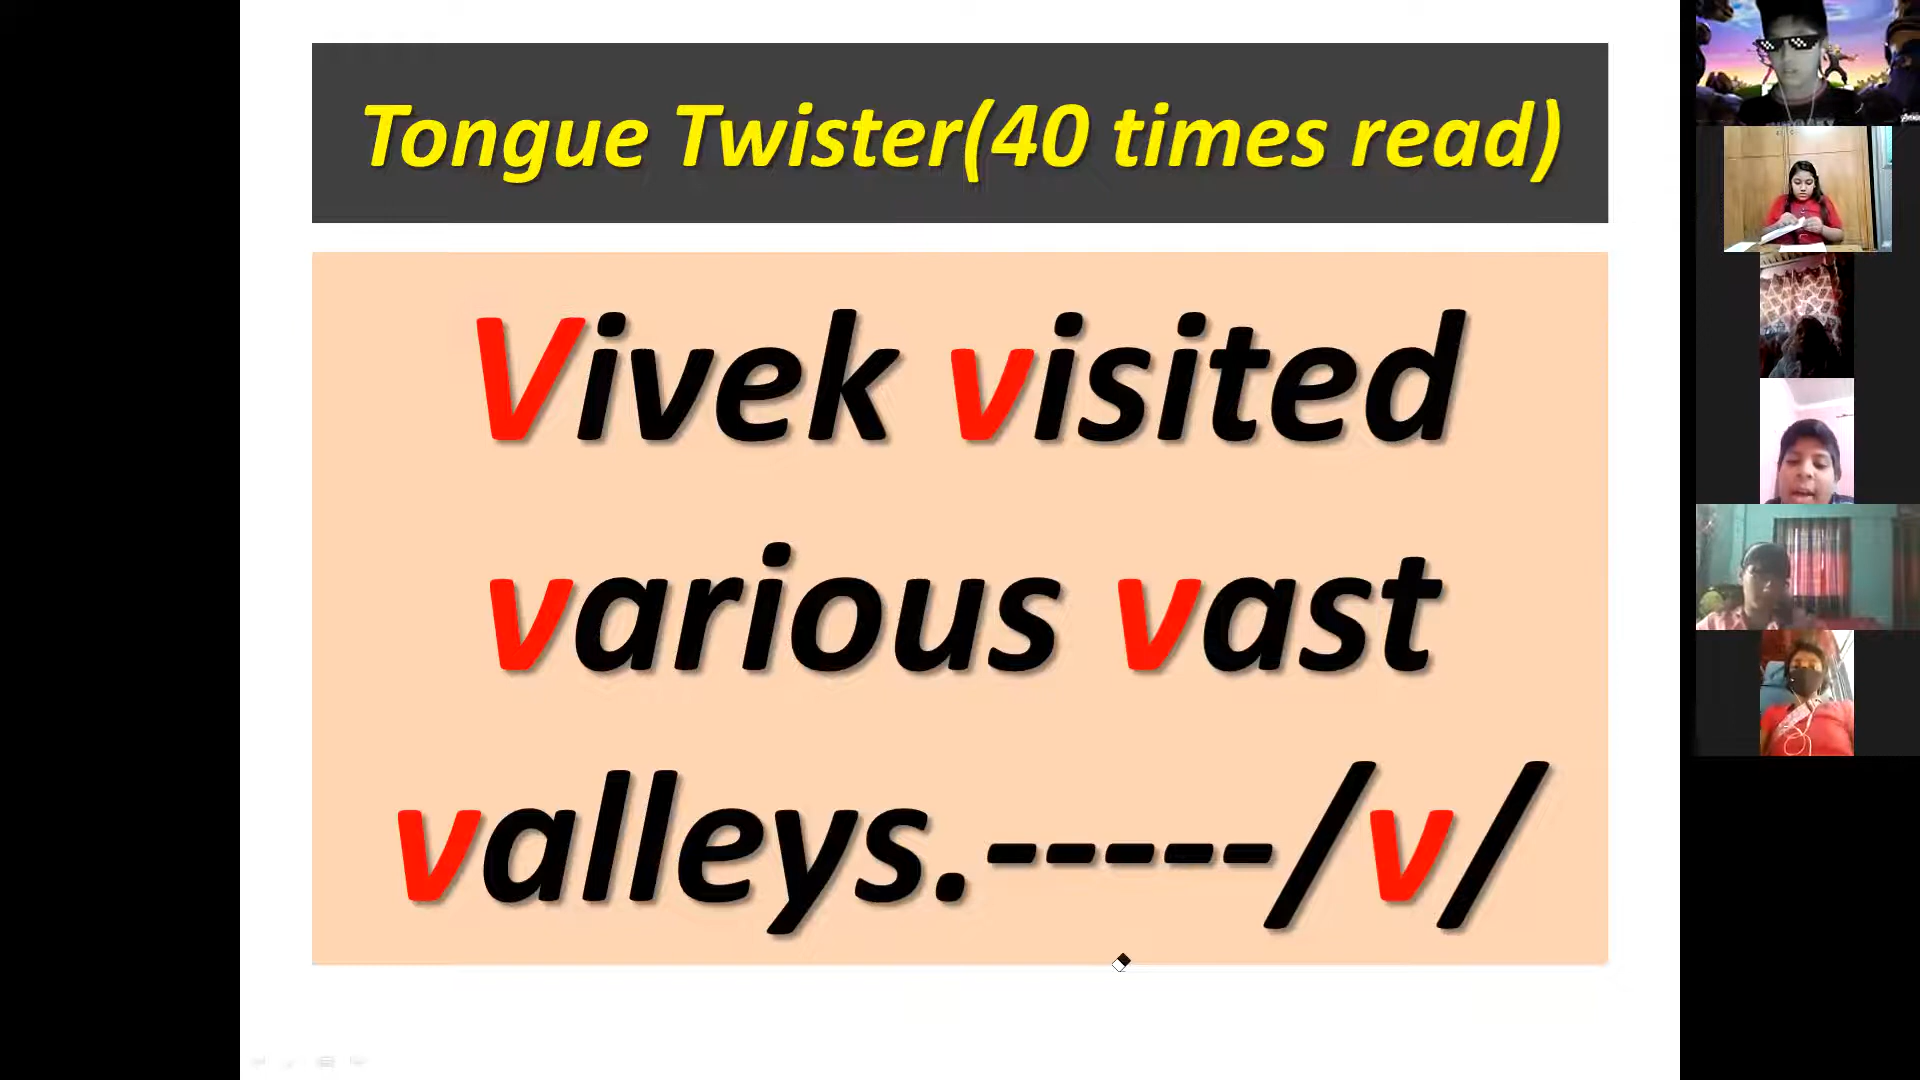 Tongue Twister(40 times read)
Vivek visited
various vast
valleys.-----/v/